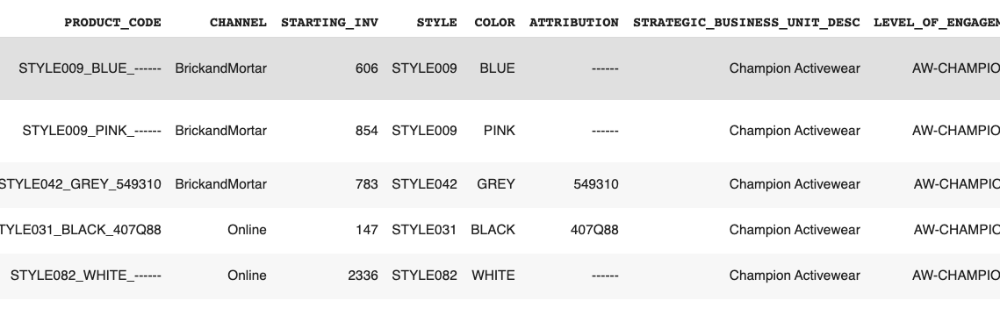 PRODUCT_CODE CHANNEL STARTING_INV STYLE COLOR ATTRIBUTION STRATEGIC_BUSINESS_UNIT_DESC LEVEL_OF_ENGAGEM
STYLE009_BLUE_------ BrickandMortar 606 STYLE009 BLUE ------ Champion Activewear AW-CHAMPIO
STYLE009_PINK_------ BrickandMortar 854 STYLE009 PINK ------ Champion Activewear AW-CHAMPIO
STYLE042_GREY_549310 BrickandMortar 783 STYLE042 GREY 549310 Champion Activewear AW-CHAMPIO
TYLE031_BLACK_407Q88 Online 147 STYLE031 BLACK 407Q88 Champion Activewear AW-CHAMPIO
STYLE082_WHITE_------ Online 2336 STYLE082 WHITE ------ Champion Activewear AW-CHAMPIO